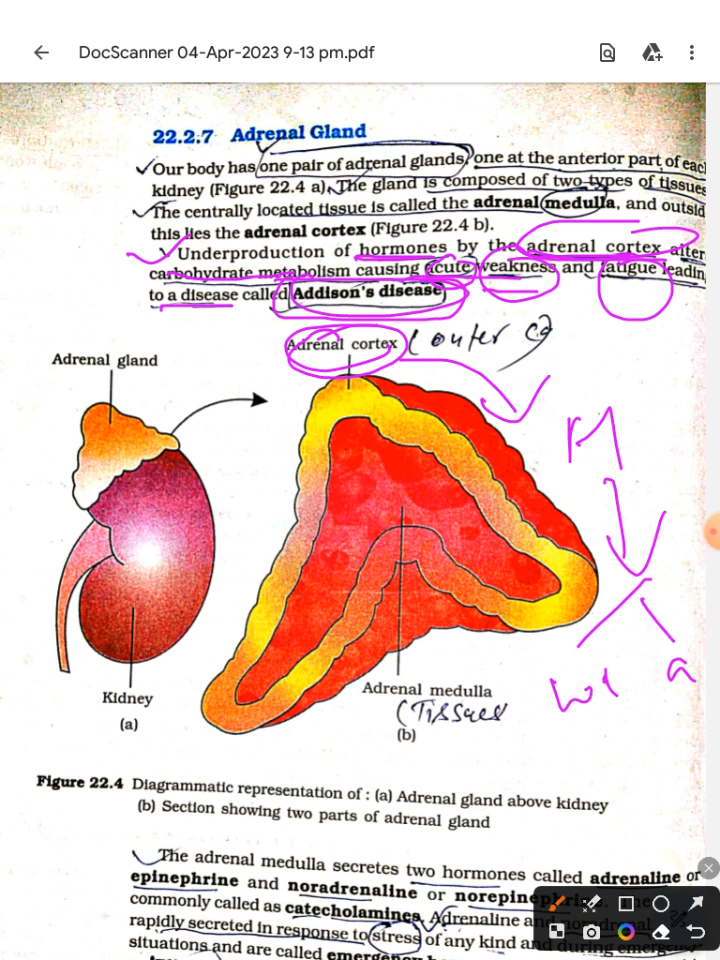 DocScanner 04-Apr-2023 9-13 pm.pdf
22.2.7 Adrenal Gland
Our body has one pair of adrenal glands, one at the anterior part of each
kidney (Figure 22.4 a). The gland is composed of two types of tissues
The centrally located tissue is called the adrenal medulla, and outsid
this lies the adrenal cortex (Figure 22.4 b).
Underproduction of hormones by the adrenal cortex alter
carbohydrate metabolism causing acute weakness and fatigue leadin
to a disease called Addison's disease
Adrenal cortex (outer
Adrenal gland
Kidney
(a)
Adrenal medulla
(Tissues
(b)
Figure 22.4 Diagrammatic representation of : (a) Adrenal gland above kidney
(b) Section showing two parts of adrenal gland
The adrenal medulla secretes two hormones called adrenaline or
epinephrine and noradrenaline or
commonly called as catecholamines. Adrenaline and
rapidly secreted in response to stress of any kind and during
situations and are called